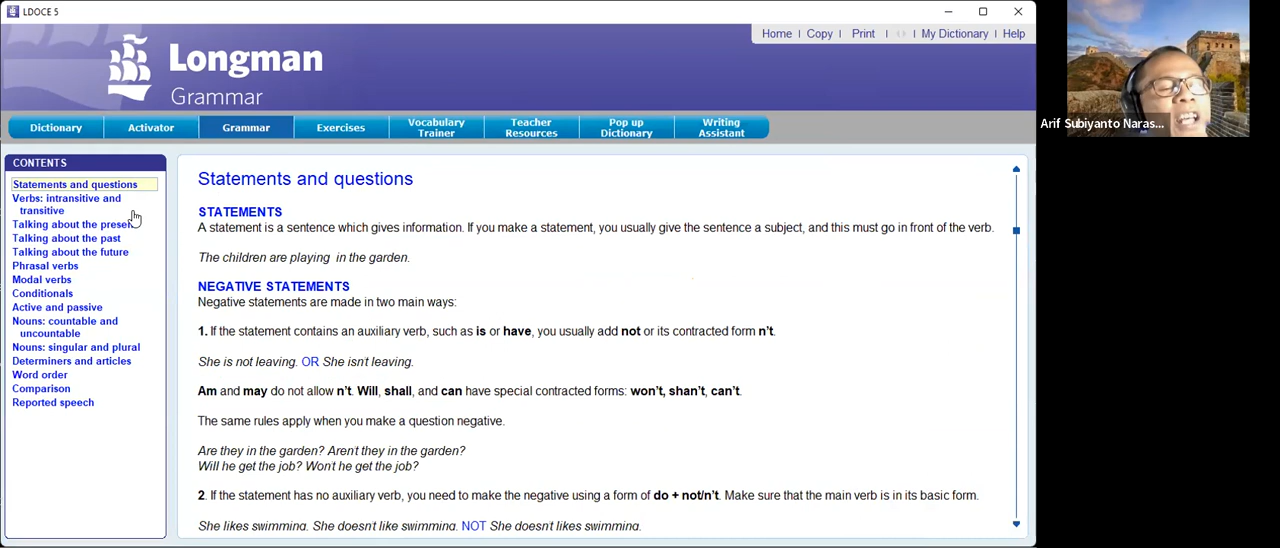 LDOCE 5
Home | Copy | Print | | My Dictionary | Help
Longman
Grammar
Dictionary
Activator
Grammar
Exercises
Vocabulary
Trainer
Teacher
Resources
Pop up
Dictionary
Writing
Assistant
Arif Subiyanto Naras...
CONTENTS
Statements and questions
Verbs: intransitive and
transitive
Talking about the present
Talking about the past
Talking about the future
Phrasal verbs
Modal verbs
Conditionals
Active and passive
Nouns: countable and
uncountable
Nouns: singular and plural
Determiners and articles
Word order
Comparison
Reported speech
Statements and questions
STATEMENTS
A statement is a sentence which gives information. If you make a statement, you usually give the sentence a subject, and this must go in front of the verb.
The children are playing in the garden.
NEGATIVE STATEMENTS
Negative statements are made in two main ways:
1. If the statement contains an auxiliary verb, such as is or have, you usually add not or its contracted form n't.
She is not leaving. OR She isn't leaving.
Am and may do not allow n't. Will, shall, and can have special contracted forms: won't, shan't, can't.
The same rules apply when you make a question negative.
Are they in the garden? Aren't they in the garden?
Will he get the job? Won't he get the job?
2. If the statement has no auxiliary verb, you need to make the negative using a form of do + not/n't. Make sure that the main verb is in its basic form.
She likes swimming. She doesn't like swimming. NOT She doesn't likes swimming.